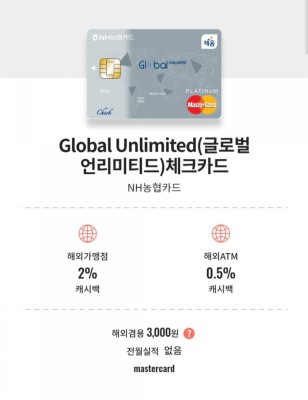 NH농협카드
채움
Global
Check
PLATINUM
MasterCard
Global Unlimited(글로벌
언리미티드)체크카드
NH농협카드
해외가맹점
2%
캐시백
해외ATM
0.5%
캐시백
해외겸용 3,000원 ?
전월실적 없음
mastercard